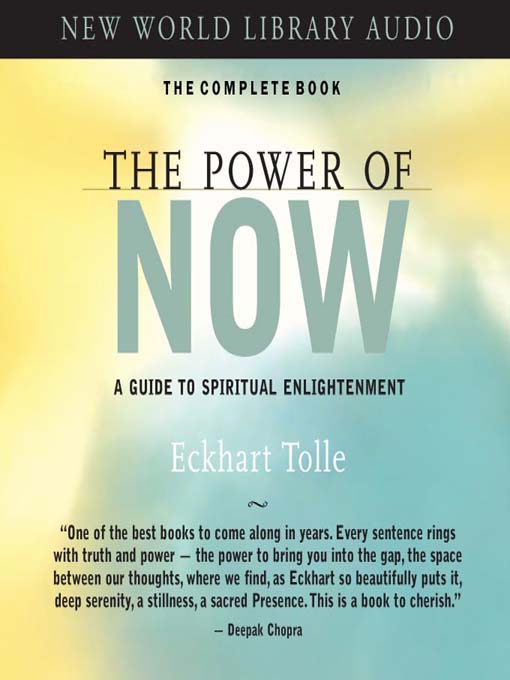 NEW WORLD LIBRARY AUDIO
THE COMPLETE BOOK
THE POWER OF
NOW
A GUIDE TO SPIRITUAL ENLIGHTENMENT
Eckhart Tolle
“One of the best books to come along in years. Every sentence rings
with truth and power — the power to bring you into the gap, the space
between our thoughts, where we find, as Eckhart so beautifully puts it,
deep serenity, a stillness, a sacred Presence. This is a book to cherish.”
— Deepak Chopra